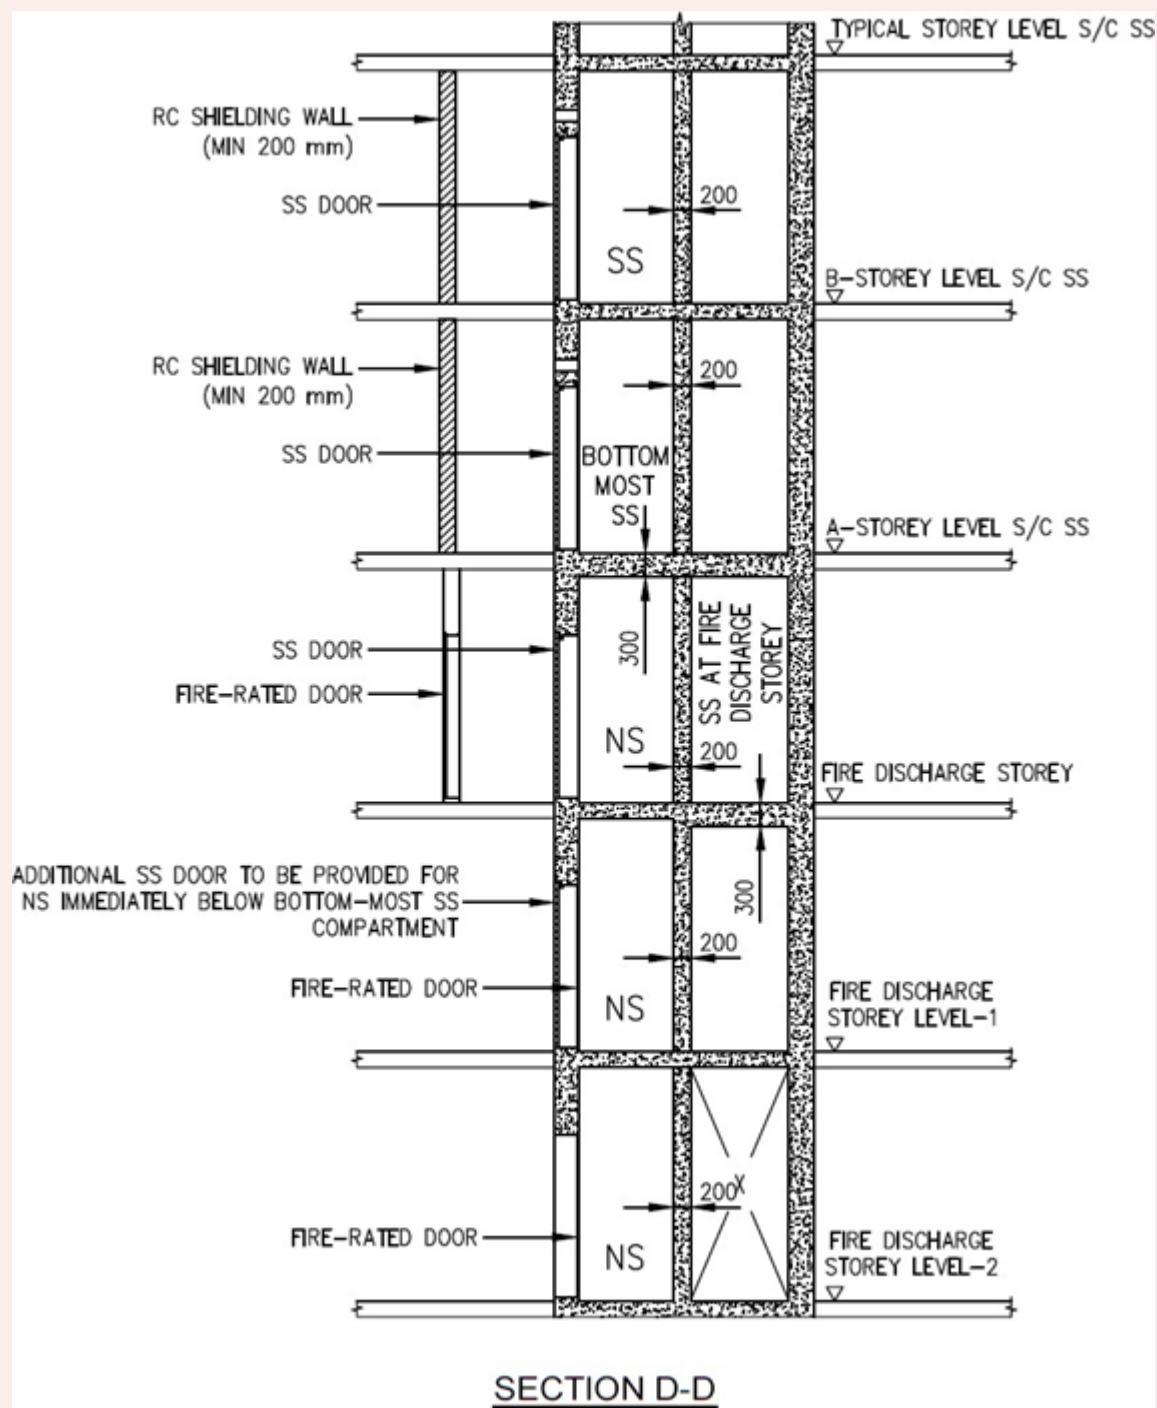 TYPICAL STOREY LEVEL S/C SS
RC SHIELDING WALL
(MIN 200 mm)
SS DOOR
200
SS
B-STOREY LEVEL S/C SS
RC SHIELDING WALL
(MIN 200 mm)
200
SS DOOR
BOTTOM
MOST
SS
A-STOREY LEVEL S/C SS
SS DOOR
300
SS AT FIRE
DISCHARGE
STOREY
FIRE-RATED DOOR
NS
200
FIRE DISCHARGE STOREY
ADDITIONAL SS DOOR TO BE PROVIDED FOR
NS IMMEDIATELY BELOW BOTTOM-MOST SS
COMPARTMENT
300
200
FIRE-RATED DOOR
NS
FIRE DISCHARGE
STOREY LEVEL-1
200
X
FIRE-RATED DOOR
NS
FIRE DISCHARGE
STOREY LEVEL-2
SECTION D-D